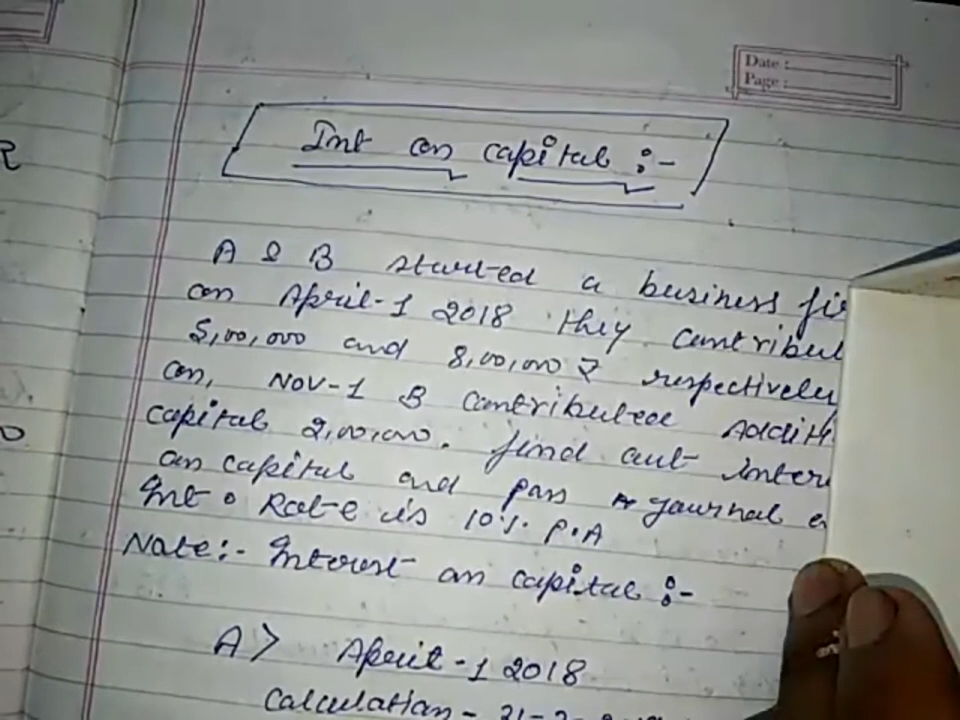 Date :
Page :
Int on capital :-
A & B started a business fir
on April-1 2018 they contribut
5,00,000 and 8,00,000 ₹ respectively
on, Nov-1 B contributed Additi
capital 2,00,000. find out inter
on capital and pass journal e
Int Rate is 10% P.A
Note:- Interest on capital :-
A> April-1 2018
Calculation -